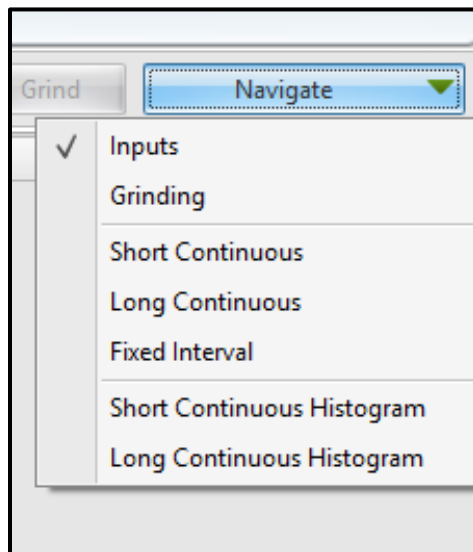 Grind
Navigate
Inputs
Grinding
Short Continuous
Long Continuous
Fixed Interval
Short Continuous Histogram
Long Continuous Histogram